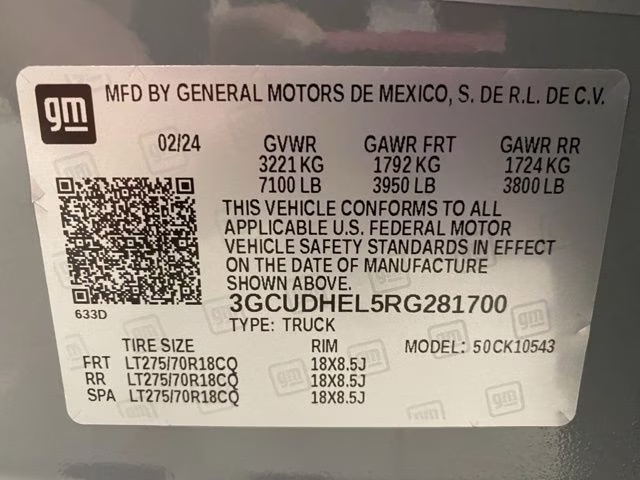 gm
MFD BY GENERAL MOTORS DE MEXICO, S. DE R.L. DE C.V.
02/24 GVWR GAWR FRT GAWR RR
3221 KG 1792 KG 1724 KG
7100 LB 3950 LB 3800 LB
THIS VEHICLE CONFORMS TO ALL
APPLICABLE U.S. FEDERAL MOTOR
VEHICLE SAFETY STANDARDS IN EFFECT
ON THE DATE OF MANUFACTURE
SHOWN ABOVE.
633D
3GCUDHEL5RG281700
TYPE: TRUCK
TIRE SIZE RIM MODEL: 50CK10543
FRT LT275/70R18CQ 18X8.5J
RR LT275/70R18CQ 18X8.5J
SPA LT275/70R18CQ 18X8.5J